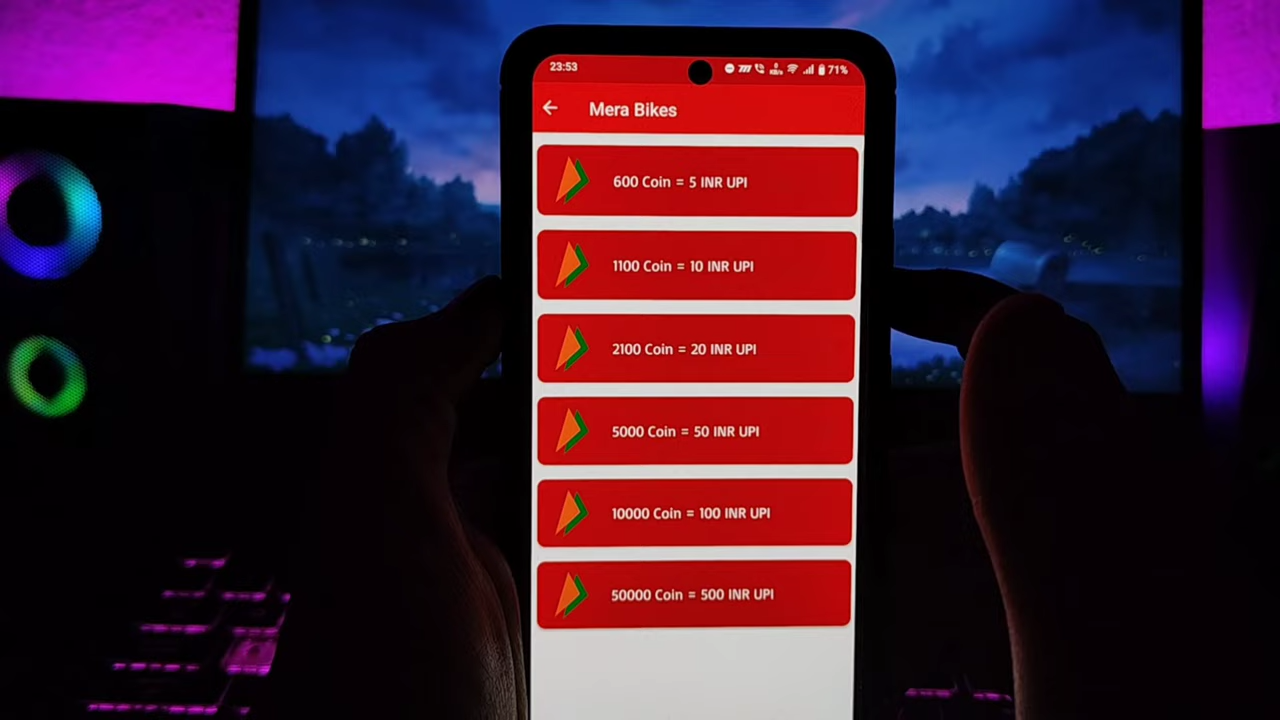 23:53
71%
Mera Bikes
600 Coin = 5 INR UPI
1100 Coin = 10 INR UPI
2100 Coin = 20 INR UPI
5000 Coin = 50 INR UPI
10000 Coin = 100 INR UPI
50000 Coin = 500 INR UPI